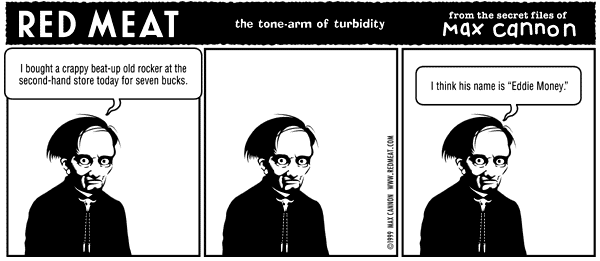 RED MEAT
the tone-arm of turbidity
from the secret files of
max cannon
I bought a crappy beat-up old rocker at the
second-hand store today for seven bucks.
©1999 MAX CANNON WWW.REDMEAT.COM
I think his name is “Eddie Money.”